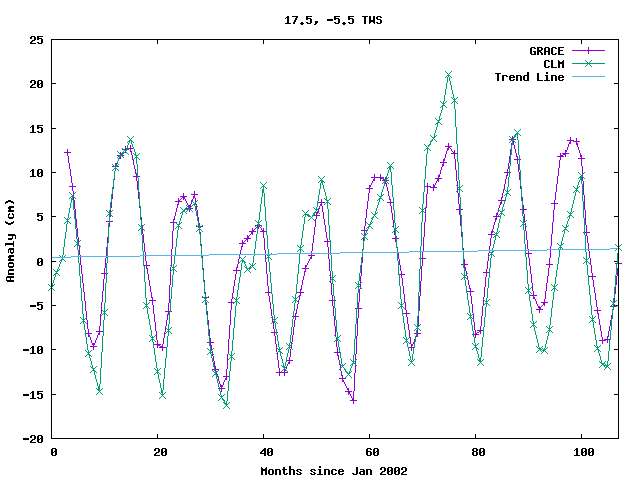 17.5, -5.5 TWS
GRACE
CLM
Trend Line
25
20
15
10
5
0
-5
-10
-15
-20
Anomaly (cm)
0 20 40 60 80 100
Months since Jan 2002